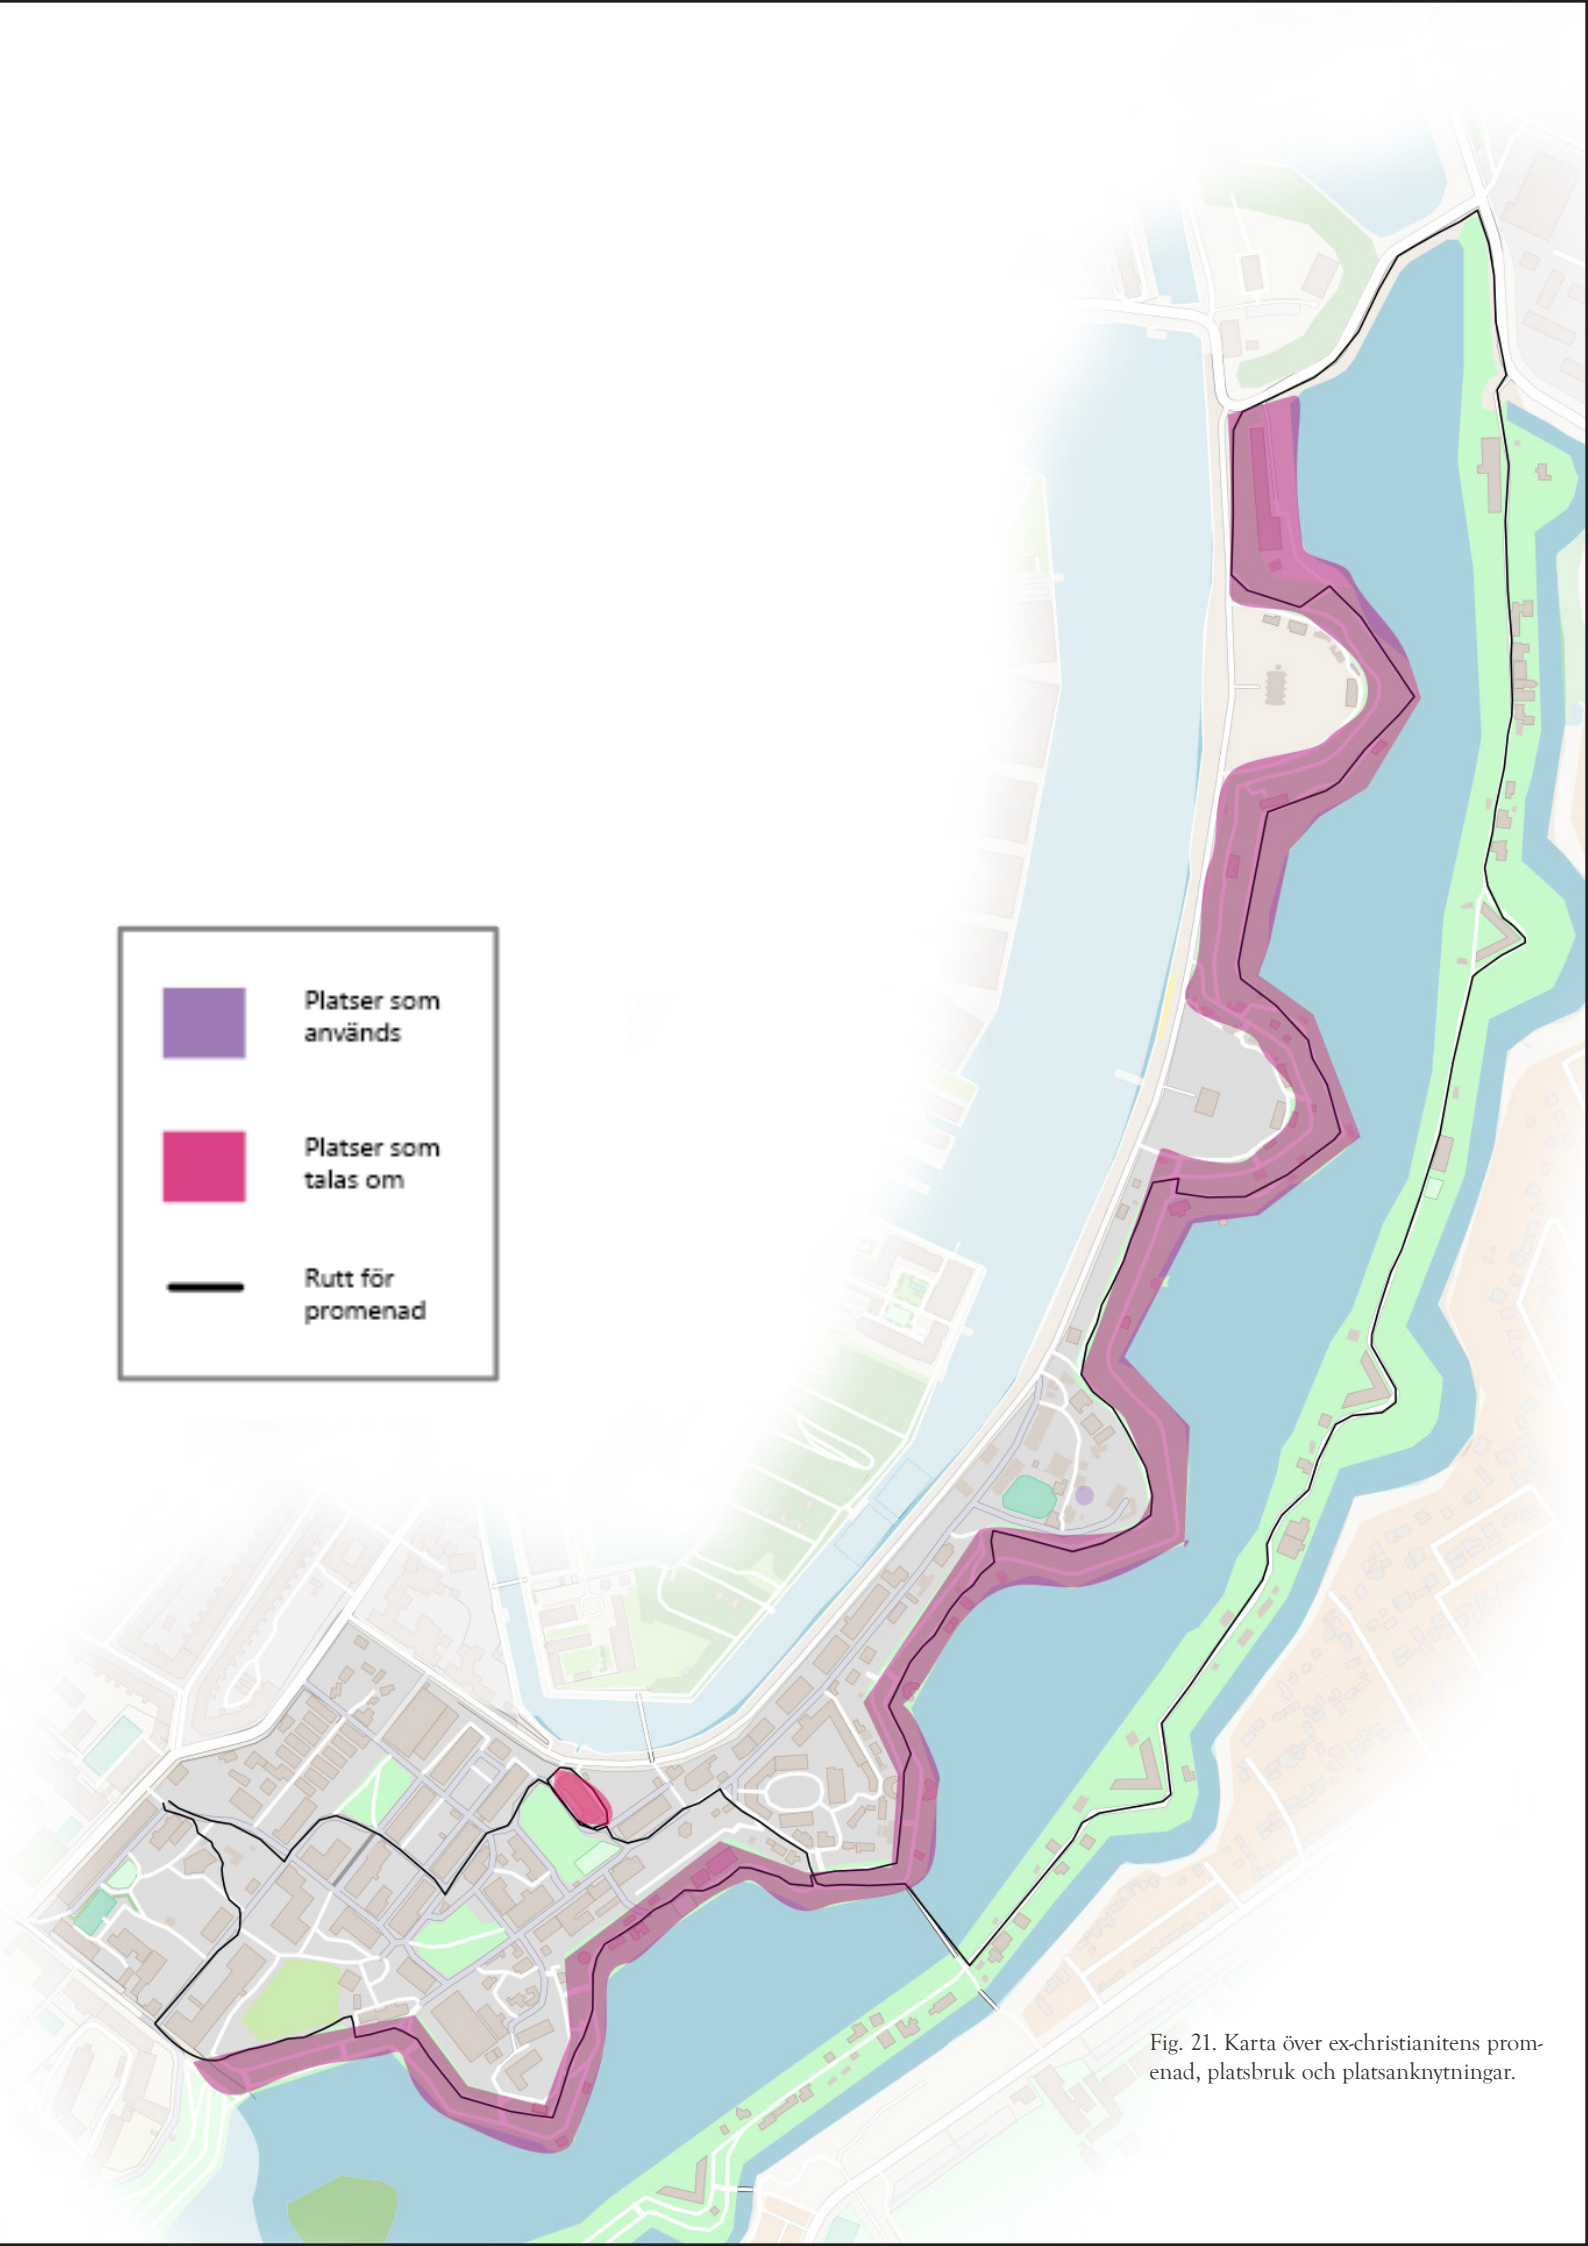 Platser som
används
Platser som
talas om
Rutt för
promenad
Fig. 21. Karta över ex-christianitens prom-
enad, platsbruk och platsanknytningar.